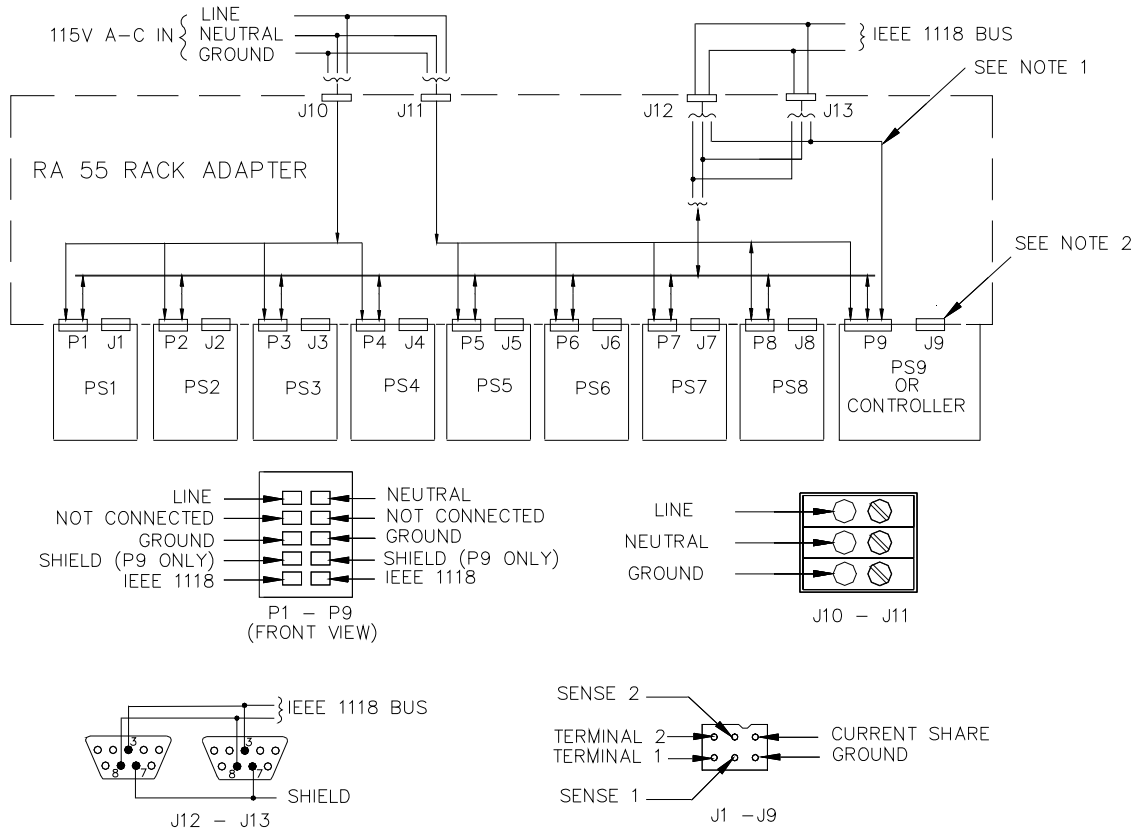 LINE
115V A-C IN { NEUTRAL
GROUND
IEEE 1118 BUS
SEE NOTE 1
J10 J11 J12 J13
RA 55 RACK ADAPTER
SEE NOTE 2
P1 J1 P2 J2 P3 J3 P4 J4 P5 J5 P6 J6 P7 J7 P8 J8 P9 J9
PS1 PS2 PS3 PS4 PS5 PS6 PS7 PS8 PS9
OR
CONTROLLER
LINE NEUTRAL
NOT CONNECTED NOT CONNECTED
GROUND GROUND
SHIELD (P9 ONLY) SHIELD (P9 ONLY)
IEEE 1118 IEEE 1118
P1 - P9
(FRONT VIEW)
LINE
NEUTRAL
GROUND
J10 - J11
IEEE 1118 BUS
3 3
8 7 8 7
SHIELD
J12 - J13
SENSE 2
TERMINAL 2 CURRENT SHARE
TERMINAL 1 GROUND
SENSE 1
J1 -J9